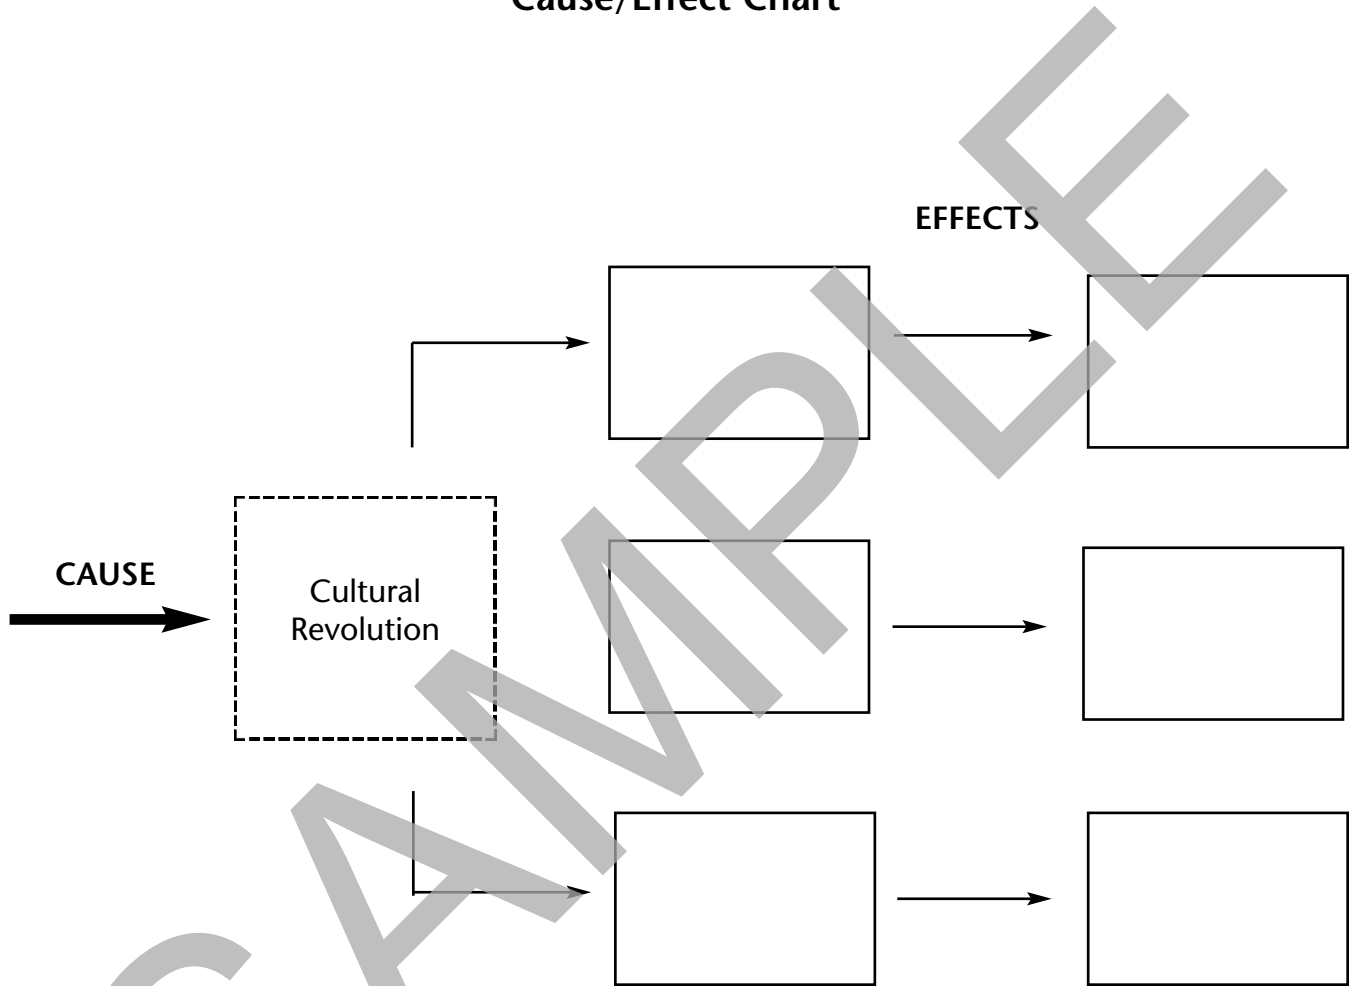 Cause/Effect Chart
EFFECTS
CAUSE
Cultural
Revolution
SAMPLE